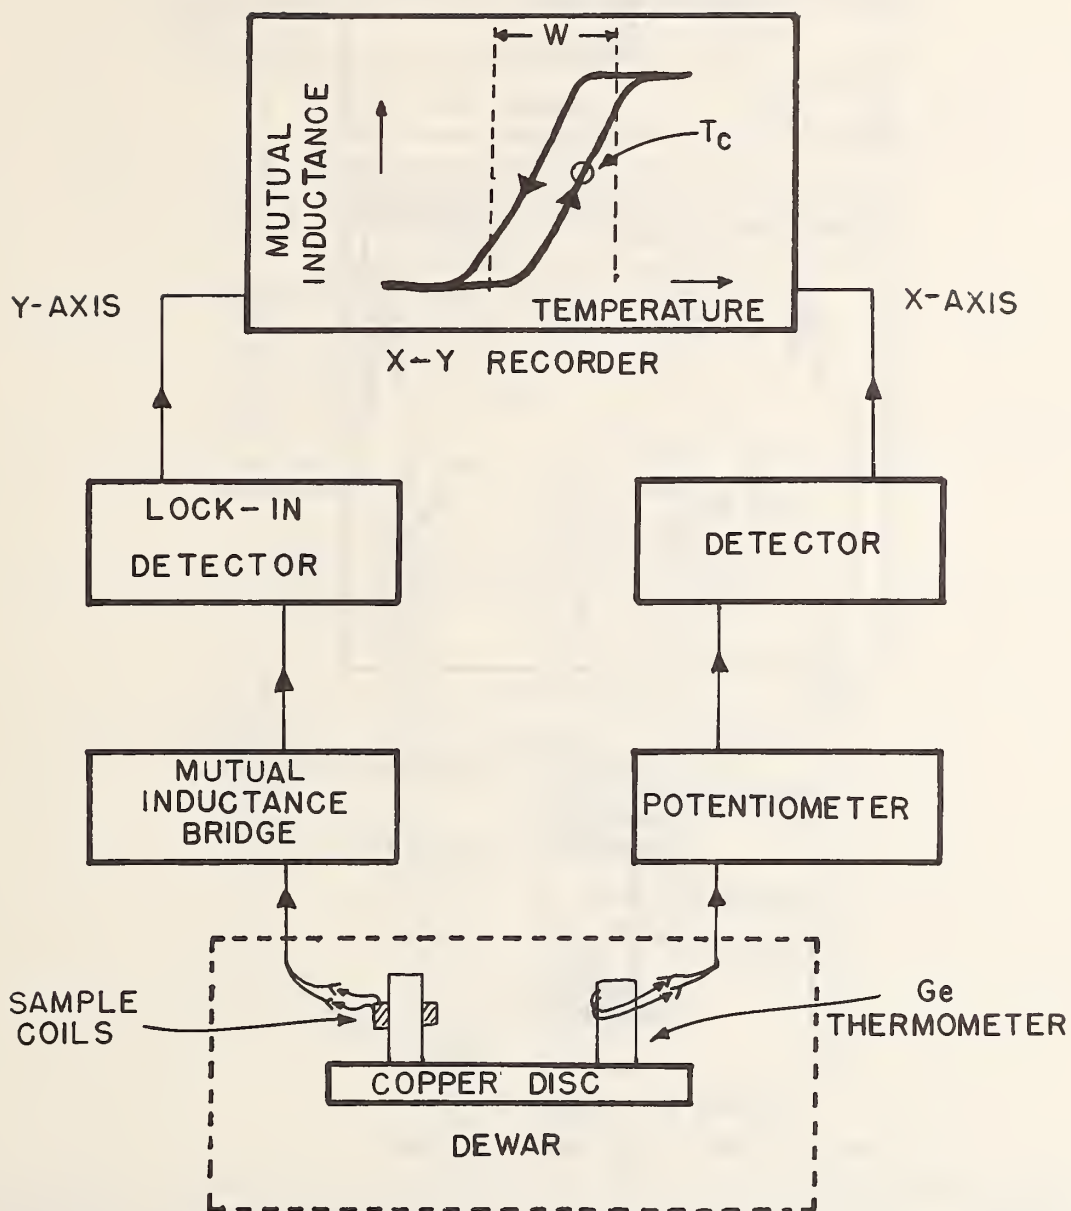 W
MUTUAL
INDUCTANCE
Tc
TEMPERATURE
Y-AXIS
X-AXIS
X-Y RECORDER
LOCK-IN
DETECTOR
DETECTOR
MUTUAL
INDUCTANCE
BRIDGE
POTENTIOMETER
SAMPLE
COILS
Ge
THERMOMETER
COPPER DISC
DEWAR